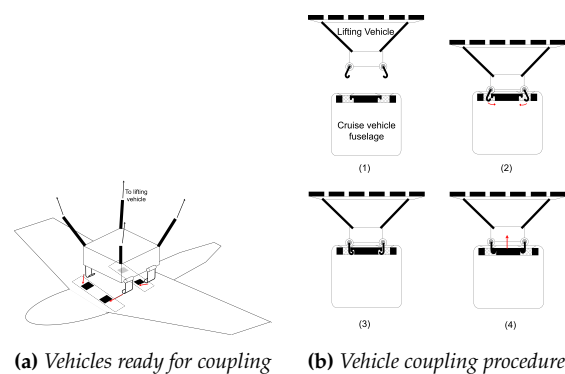 To lifting
vehicle
(a) Vehicles ready for coupling
Lifting Vehicle
Cruise vehicle
fuselage
(1)
(2)
(3)
(4)
(b) Vehicle coupling procedure